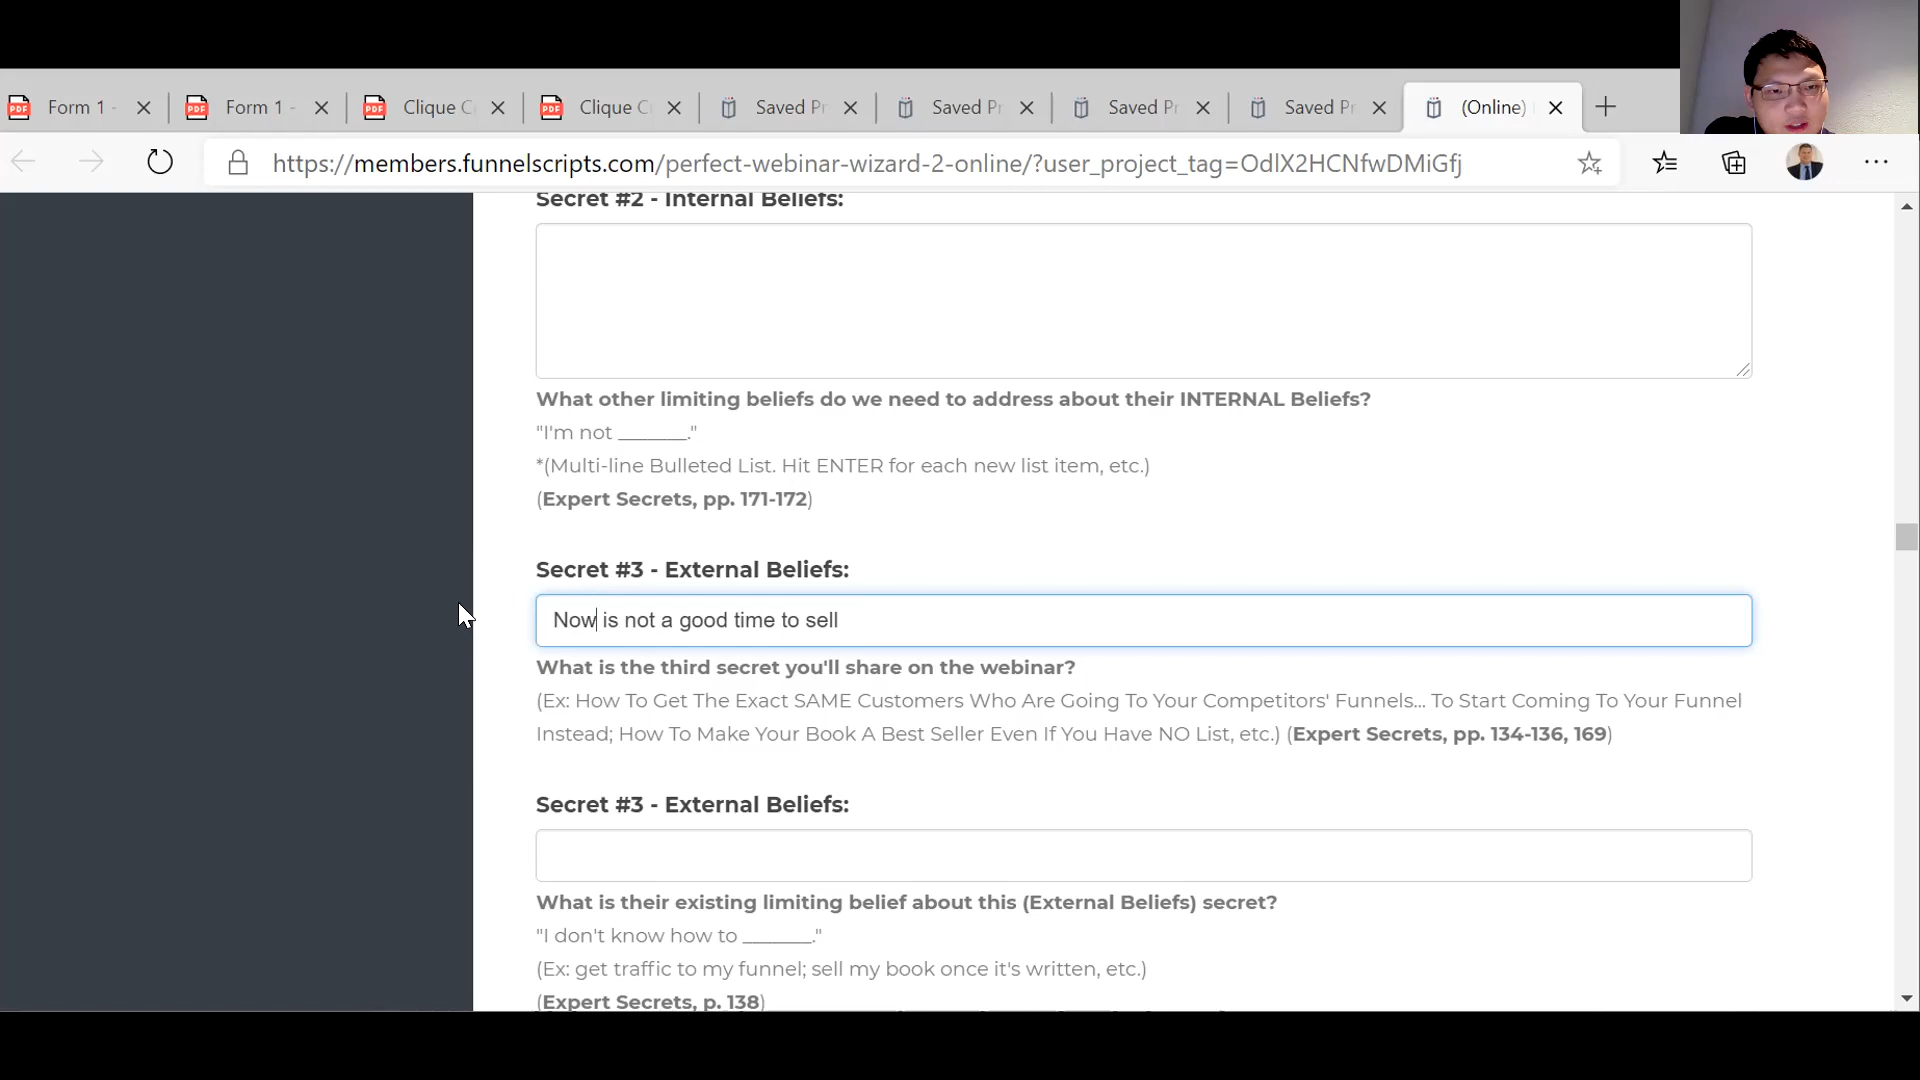 Form 1 -
Form 1 -
Clique C
Clique C
Saved Pr
Saved Pr
Saved Pr
Saved Pr
(Online)
https://members.funnelscripts.com/perfect-webinar-wizard-2-online/?user_project_tag=OdlX2HCNfwDMiGfj
Secret #2 - Internal Beliefs:
What other limiting beliefs do we need to address about their INTERNAL Beliefs?
"I'm not _______."
*(Multi-line Bulleted List. Hit ENTER for each new list item, etc.)
(Expert Secrets, pp. 171-172)
Secret #3 - External Beliefs:
Now is not a good time to sell
What is the third secret you'll share on the webinar?
(Ex: How To Get The Exact SAME Customers Who Are Going To Your Competitors' Funnels... To Start Coming To Your Funnel
Instead; How To Make Your Book A Best Seller Even If You Have NO List, etc.) (Expert Secrets, pp. 134-136, 169)
Secret #3 - External Beliefs:
What is their existing limiting belief about this (External Beliefs) secret?
"I don't know how to _______."
(Ex: get traffic to my funnel; sell my book once it's written, etc.)
(Expert Secrets, p. 138)